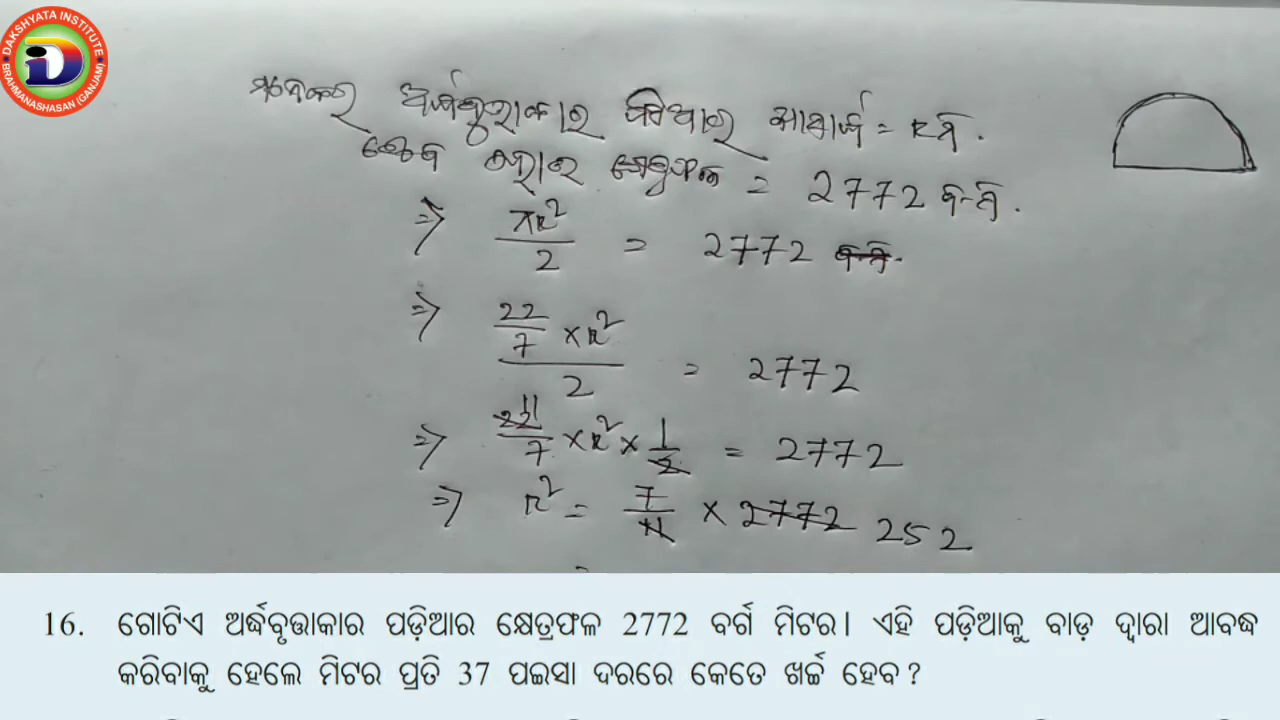 DAKSHYATA INSTITUTE
iD
BRAHMANASHASAN (GANJAM)
ମନେକର ଅର୍ଦ୍ଧବୃତ୍ତାକାର ପଡିଆର ବ୍ୟାସାର୍ଦ୍ଧ = r ମି.
କ୍ଷେତ୍ରଫଳ = 2772 ବ.ମି.
⇒ πr²/2 = 2772 ବ.ମି.
⇒ (22/7 × r²)/2 = 2772
⇒ 22/7 11 × r² × 1/2 = 2772
⇒ r² = 7/11 × 2772 252
=
16. ଗୋଟିଏ ଅର୍ଦ୍ଧବୃତ୍ତାକାର ପଡ଼ିଆର କ୍ଷେତ୍ରଫଳ 2772 ବର୍ଗ ମିଟର। ଏହି ପଡ଼ିଆକୁ ବାଡ଼ ଦ୍ୱାରା ଆବଦ୍ଧ
କରିବାକୁ ହେଲେ ମିଟର ପ୍ରତି 37 ପଇସା ଦରରେ କେତେ ଖର୍ଚ୍ଚ ହେବ ?